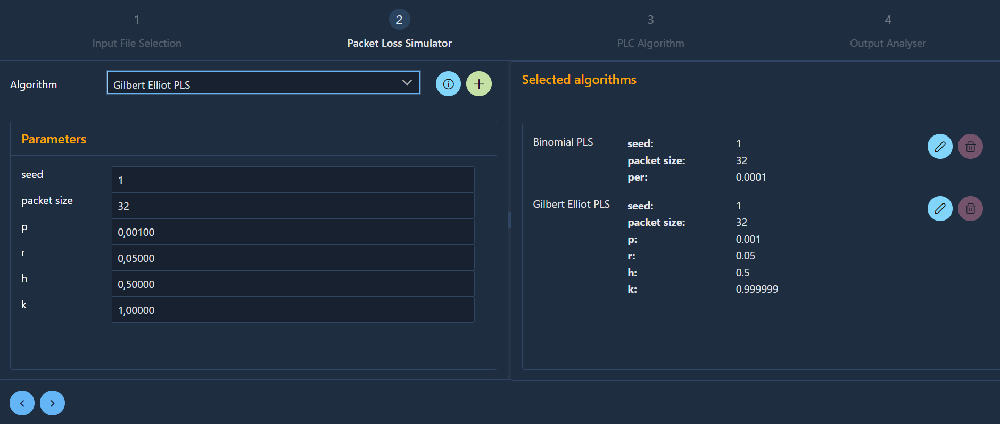 1
Input File Selection
2
Packet Loss Simulator
3
PLC Algorithm
4
Output Analyser
Algorithm
Gilbert Elliot PLS
Parameters
seed
1
packet size
32
p
0,00100
r
0,05000
h
0,50000
k
1,00000
Selected algorithms
Binomial PLS
seed: 1
packet size: 32
per: 0.0001
Gilbert Elliot PLS
seed: 1
packet size: 32
p: 0.001
r: 0.05
h: 0.5
k: 0.999999